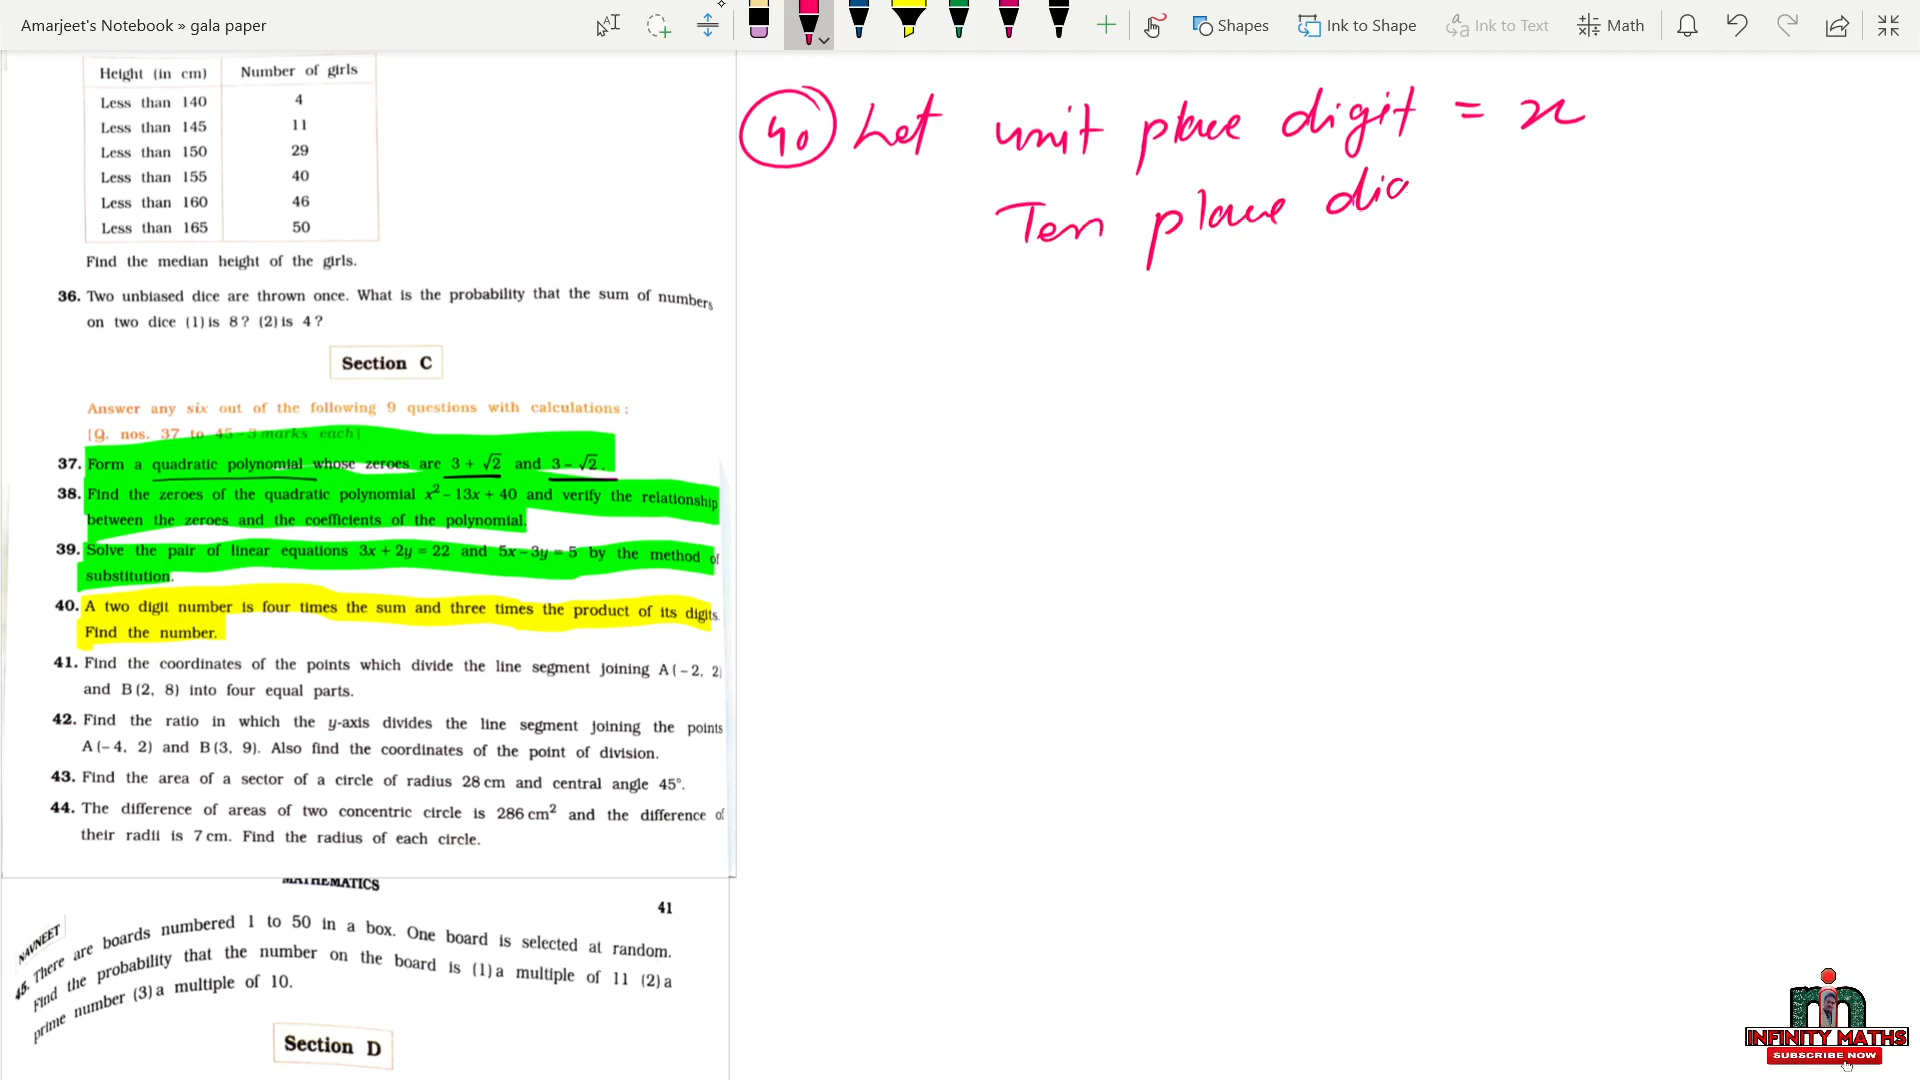 Amarjeet's Notebook » gala paper
Shapes
Ink to Shape
Ink to Text
Math
Height (in cm) Number of girls
Less than 140 4
Less than 145 11
Less than 150 29
Less than 155 40
Less than 160 46
Less than 165 50
Find the median height of the girls.
36. Two unbiased dice are thrown once. What is the probability that the sum of numbers
on two dice (1) is 8? (2) is 4?
Section C
Answer any six out of the following 9 questions with calculations:
[Q. nos. 37 to 45–3 marks each]
37. Form a quadratic polynomial whose zeroes are 3 + √2 and 3 – √2.
38. Find the zeroes of the quadratic polynomial x² – 13x + 40 and verify the relationship
between the zeroes and the coefficients of the polynomial.
39. Solve the pair of linear equations 3x + 2y = 22 and 5x – 3y = 5 by the method of
substitution.
40. A two digit number is four times the sum and three times the product of its digits.
Find the number.
41. Find the coordinates of the points which divide the line segment joining A(–2, 2)
and B(2, 8) into four equal parts.
42. Find the ratio in which the y-axis divides the line segment joining the points
A(–4, 2) and B(3, 9). Also find the coordinates of the point of division.
43. Find the area of a sector of a circle of radius 28 cm and central angle 45°.
44. The difference of areas of two concentric circle is 286 cm² and the difference of
their radii is 7 cm. Find the radius of each circle.
MATHEMATICS
41
NAVNEET
45. There are boards numbered 1 to 50 in a box. One board is selected at random.
Find the probability that the number on the board is (1) a multiple of 11 (2) a
prime number (3) a multiple of 10.
Section D
40 Let unit place digit = x
Ten place dig
INFINITY MATHS
SUBSCRIBE NOW